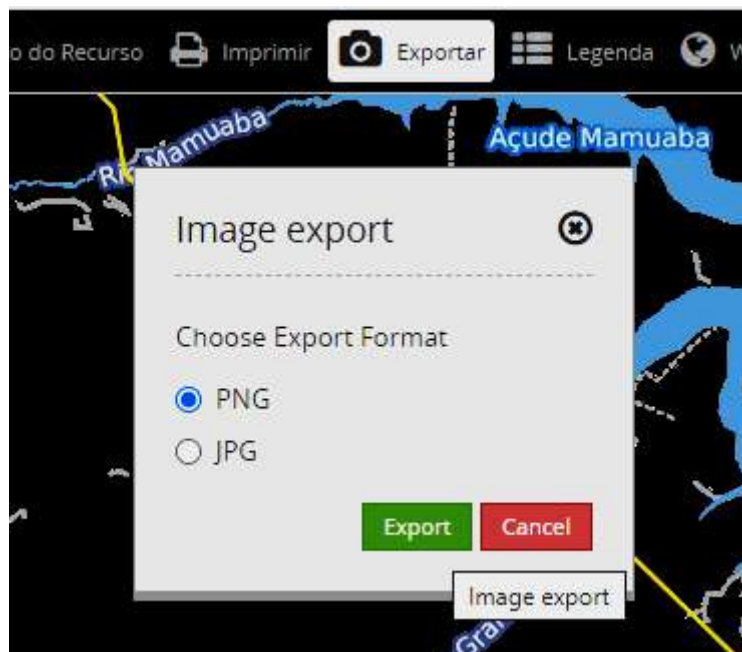 o do Recurso Imprimir Exportar Legenda
Rio Mamuaba
Açude Mamuaba
Image export
Choose Export Format
PNG
JPG
Export Cancel
Image export